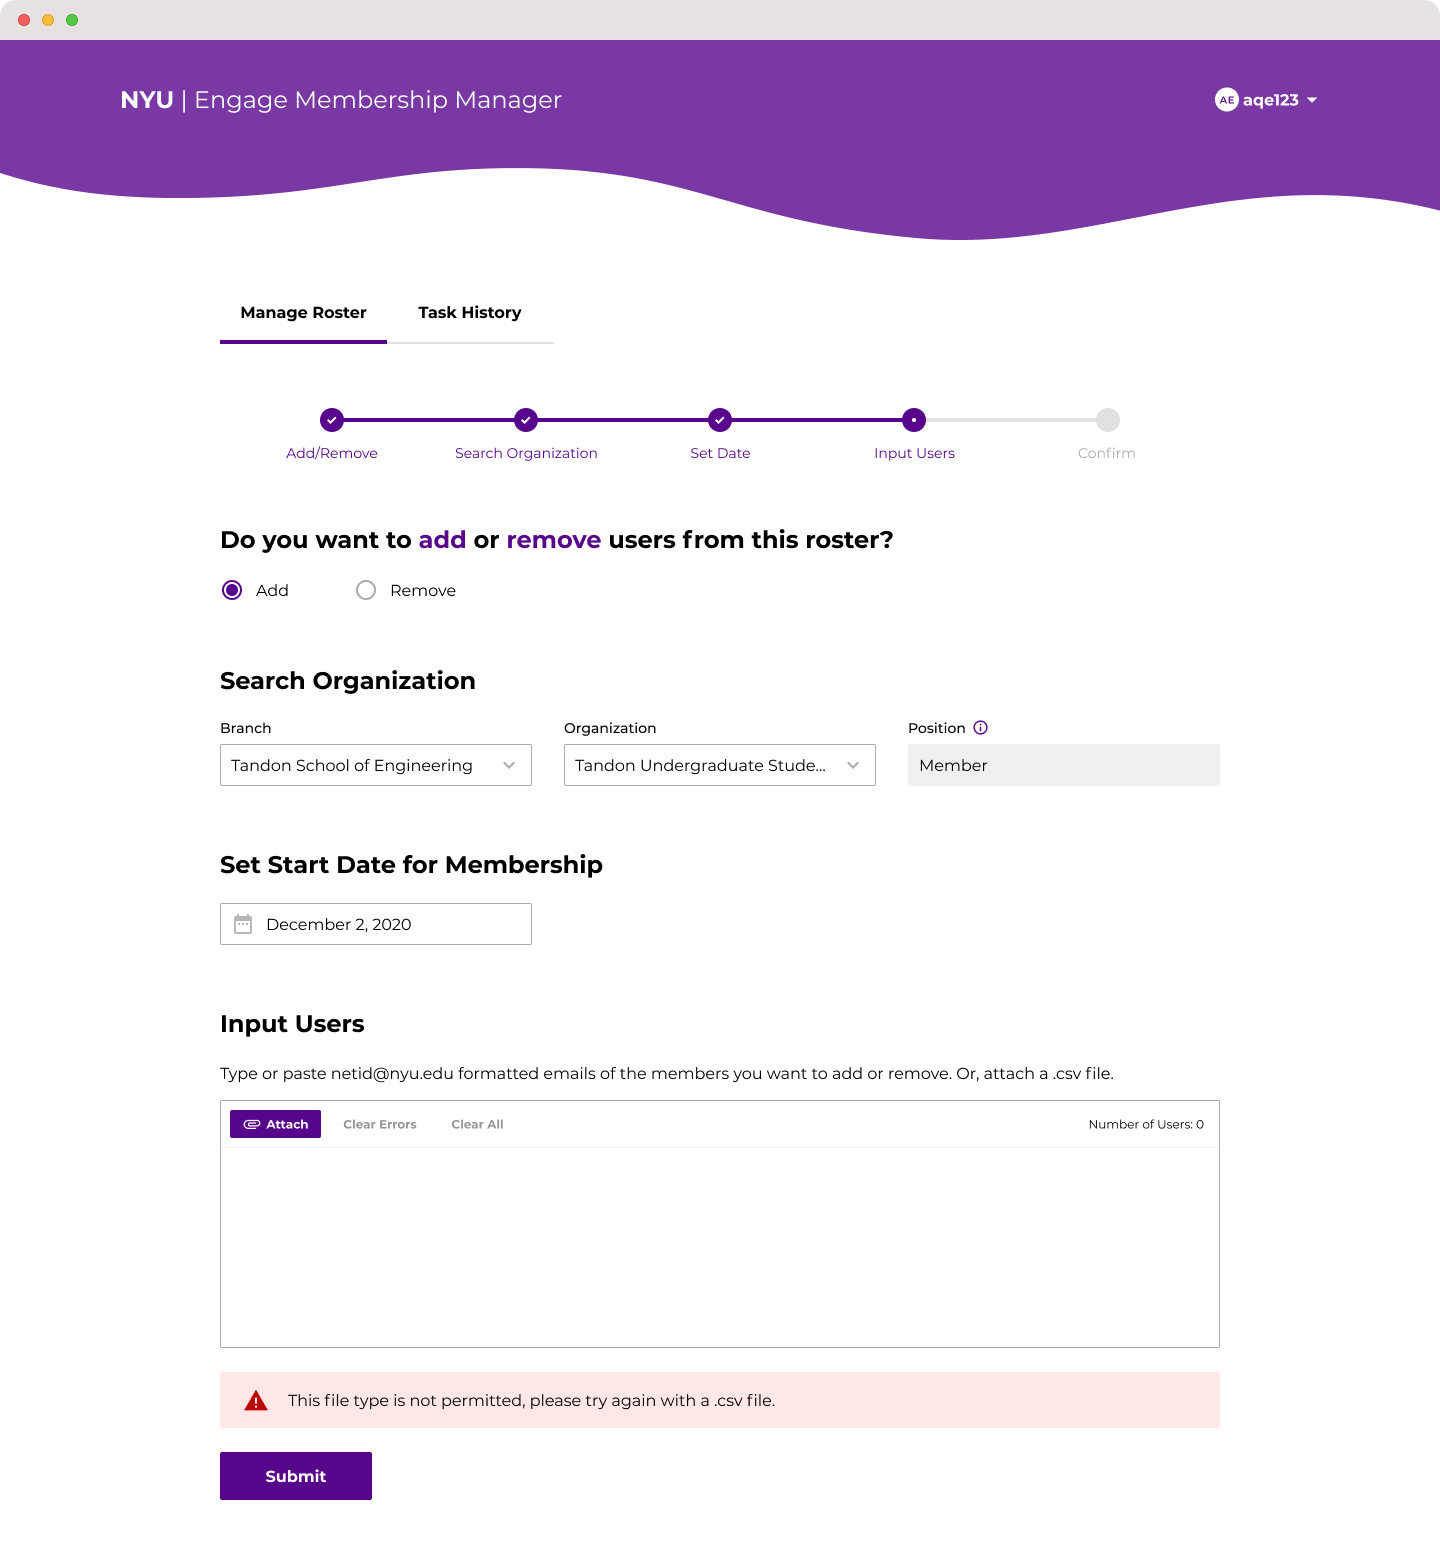 NYU | Engage Membership Manager
AE aqe123
Manage Roster
Task History
Add/Remove
Search Organization
Set Date
Input Users
Confirm
Do you want to add or remove users from this roster?
Add
Remove
Search Organization
Branch
Organization
Position
Tandon School of Engineering
Tandon Undergraduate Stude...
Member
Set Start Date for Membership
December 2, 2020
Input Users
Type or paste netid@nyu.edu formatted emails of the members you want to add or remove. Or, attach a .csv file.
Attach
Clear Errors
Clear All
Number of Users: 0
This file type is not permitted, please try again with a .csv file.
Submit